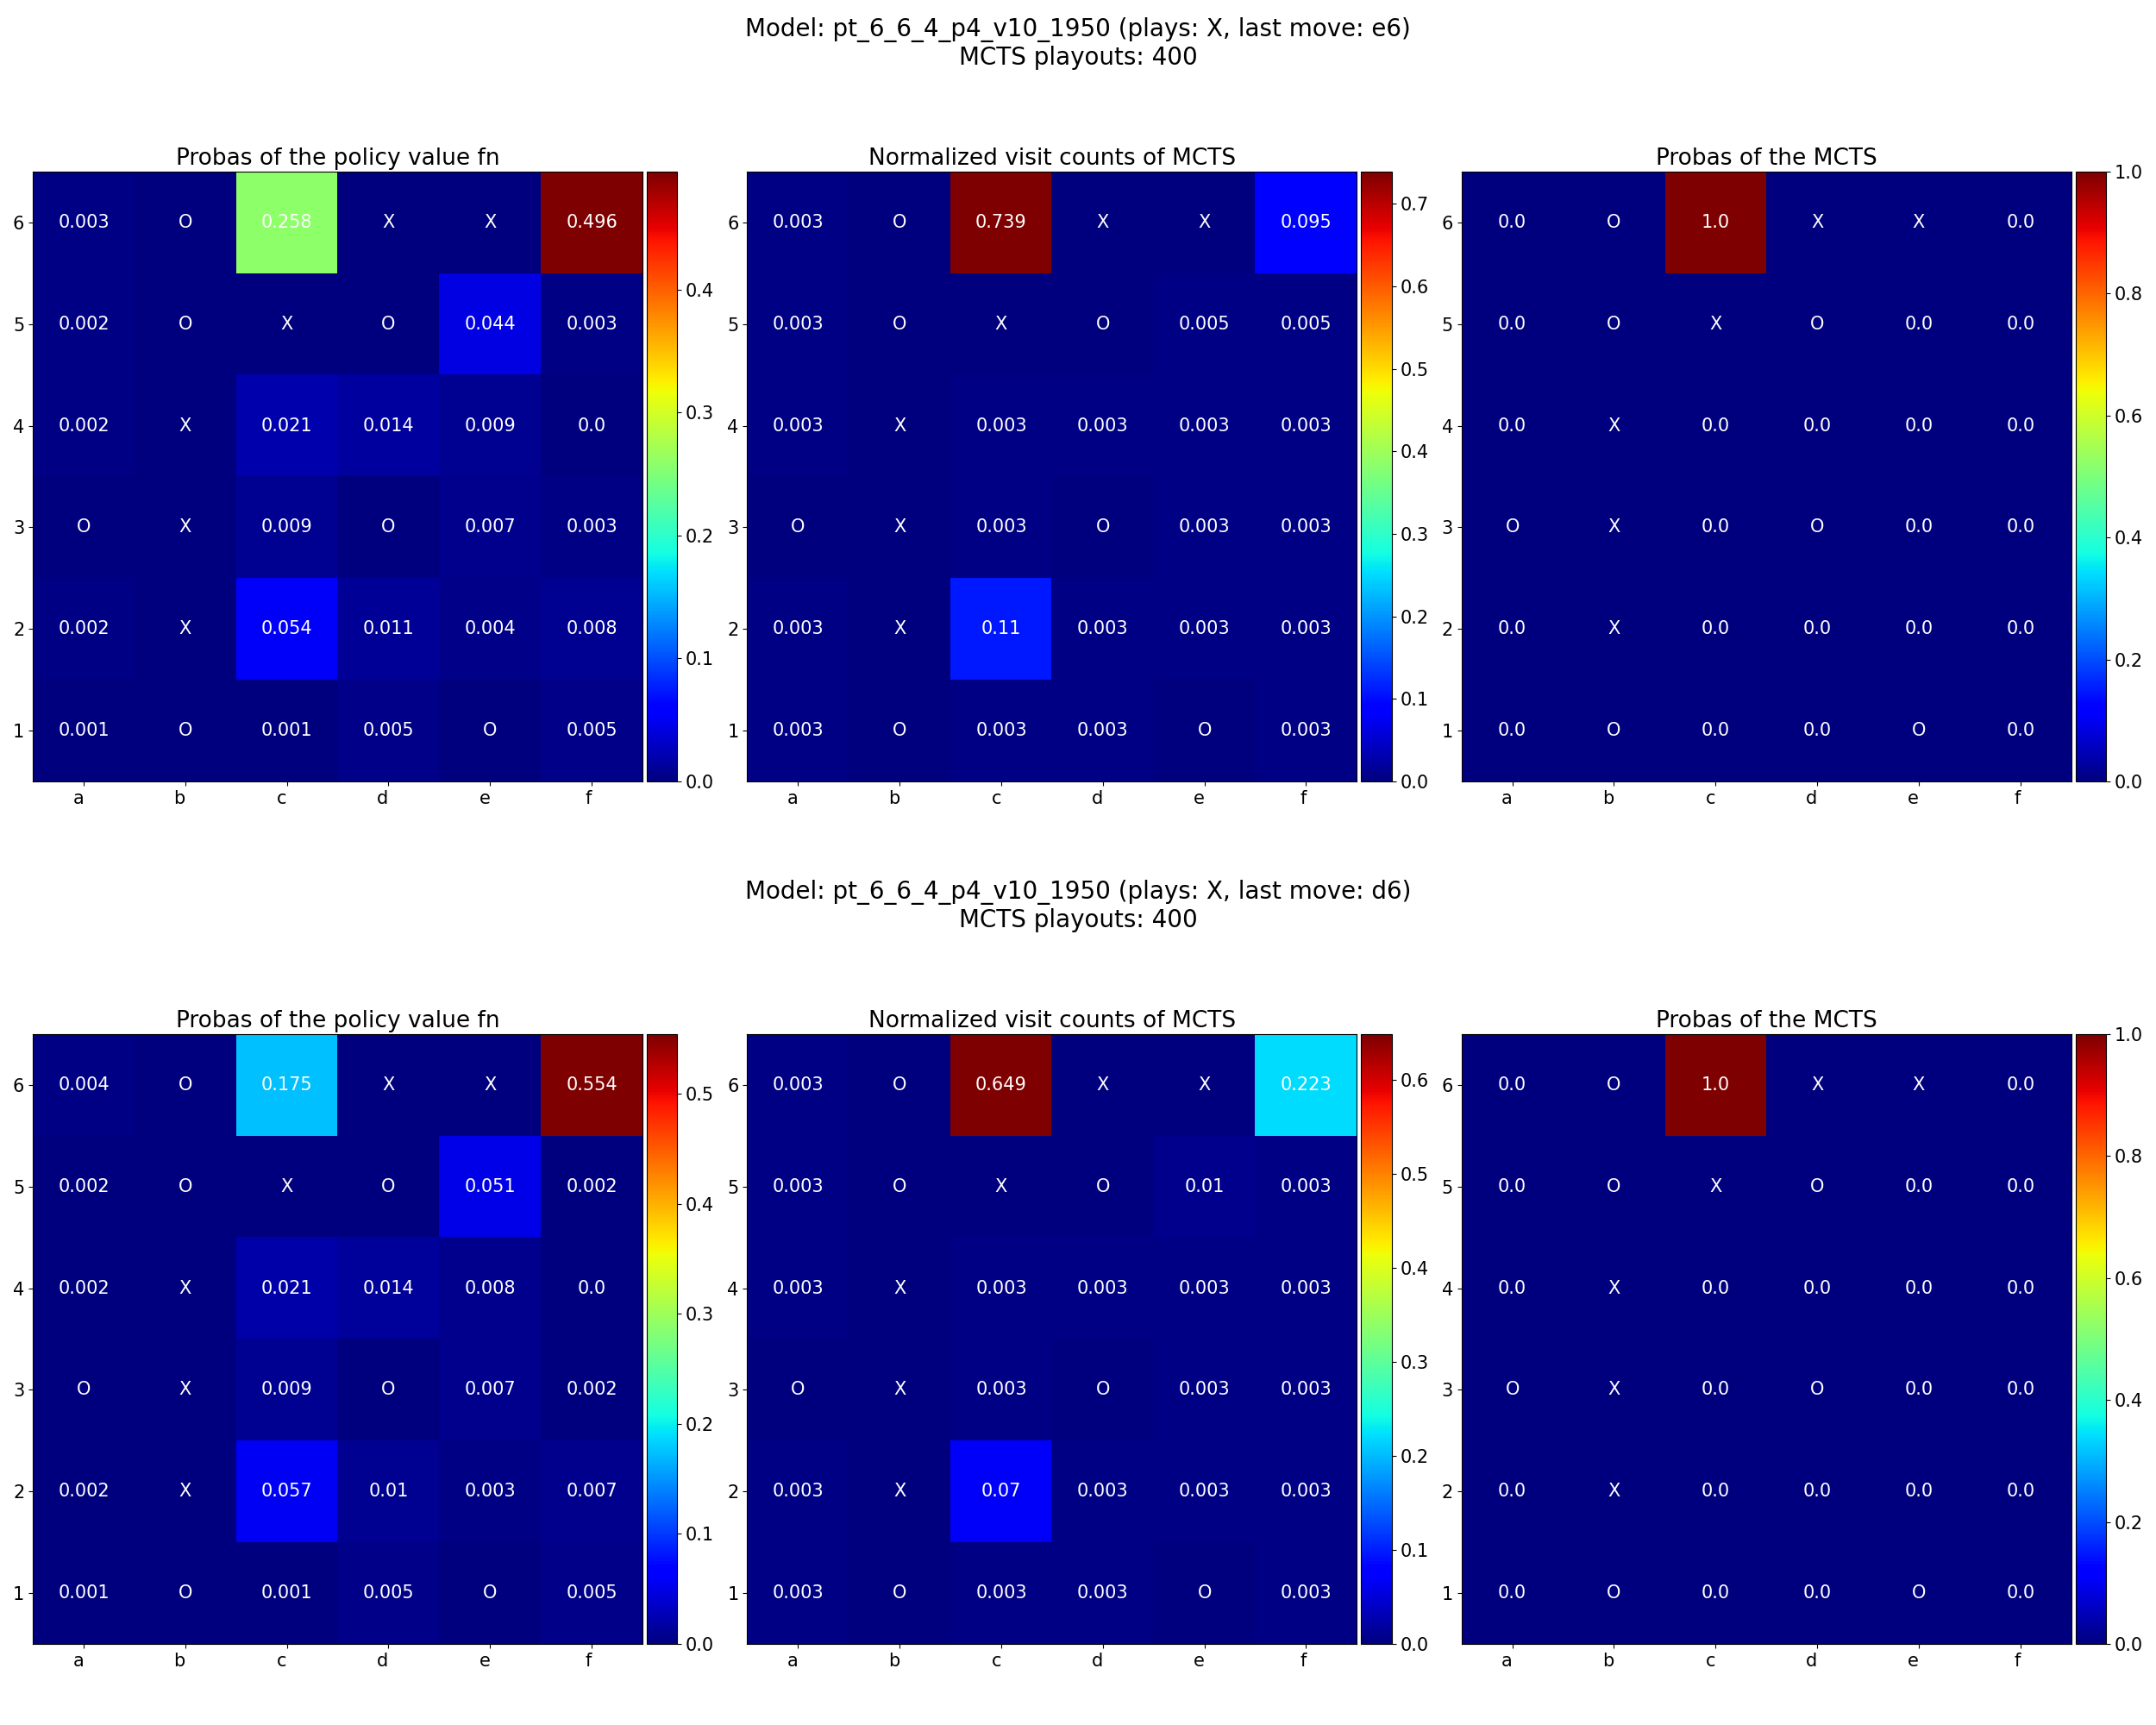 Model: pt_6_6_4_p4_v10_1950 (plays: X, last move: e6)
MCTS playouts: 400
Probas of the policy value fn
6 0.003 O 0.258 X X 0.496
5 0.002 O X O 0.044 0.003
4 0.002 X 0.021 0.014 0.009 0.0
3 O X 0.009 O 0.007 0.003
2 0.002 X 0.054 0.011 0.004 0.008
1 0.001 O 0.001 0.005 O 0.005
a b c d e f
0.4
0.3
0.2
0.1
0.0
Normalized visit counts of MCTS
6 0.003 O 0.739 X X 0.095
5 0.003 O X O 0.005 0.005
4 0.003 X 0.003 0.003 0.003 0.003
3 O X 0.003 O 0.003 0.003
2 0.003 X 0.11 0.003 0.003 0.003
1 0.003 O 0.003 0.003 O 0.003
a b c d e f
0.7
0.6
0.5
0.4
0.3
0.2
0.1
0.0
Probas of the MCTS
6 0.0 O 1.0 X X 0.0
5 0.0 O X O 0.0 0.0
4 0.0 X 0.0 0.0 0.0 0.0
3 O X 0.0 O 0.0 0.0
2 0.0 X 0.0 0.0 0.0 0.0
1 0.0 O 0.0 0.0 O 0.0
a b c d e f
1.0
0.8
0.6
0.4
0.2
0.0
Model: pt_6_6_4_p4_v10_1950 (plays: X, last move: d6)
MCTS playouts: 400
Probas of the policy value fn
6 0.004 O 0.175 X X 0.554
5 0.002 O X O 0.051 0.002
4 0.002 X 0.021 0.014 0.008 0.0
3 O X 0.009 O 0.007 0.002
2 0.002 X 0.057 0.01 0.003 0.007
1 0.001 O 0.001 0.005 O 0.005
a b c d e f
0.5
0.4
0.3
0.2
0.1
0.0
Normalized visit counts of MCTS
6 0.003 O 0.649 X X 0.223
5 0.003 O X O 0.01 0.003
4 0.003 X 0.003 0.003 0.003 0.003
3 O X 0.003 O 0.003 0.003
2 0.003 X 0.07 0.003 0.003 0.003
1 0.003 O 0.003 0.003 O 0.003
a b c d e f
0.6
0.5
0.4
0.3
0.2
0.1
0.0
Probas of the MCTS
6 0.0 O 1.0 X X 0.0
5 0.0 O X O 0.0 0.0
4 0.0 X 0.0 0.0 0.0 0.0
3 O X 0.0 O 0.0 0.0
2 0.0 X 0.0 0.0 0.0 0.0
1 0.0 O 0.0 0.0 O 0.0
a b c d e f
1.0
0.8
0.6
0.4
0.2
0.0